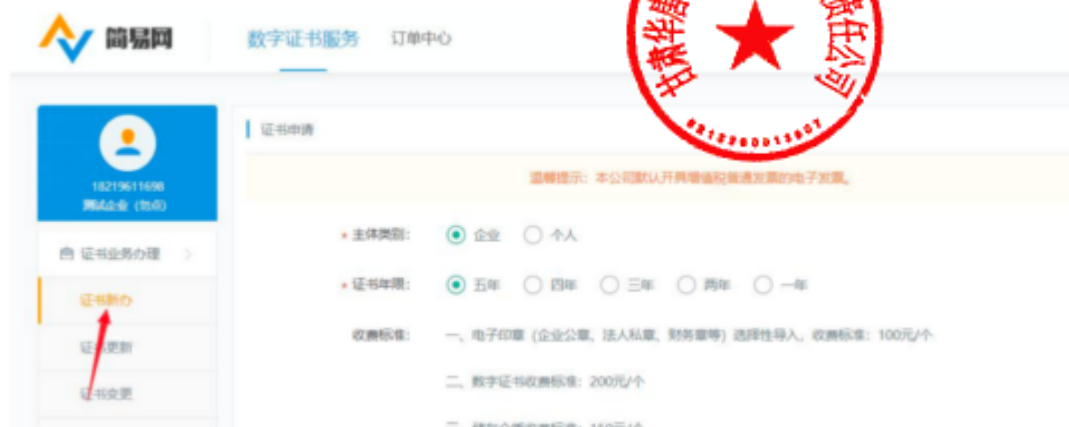 简易网
数字证书服务 订单中心
甘肃华
责任公司
证书申请
18219611698
测试企业（勿点）
温馨提示：本公司默认开具增值税普通发票的电子发票。
* 主体类别： 企业 个人
证书业务办理 >
* 证书年限： 五年 四年 三年 两年 一年
证书新办
收费标准： 一、电子印章（企业公章、法人私章、财务章等）选择性导入，收费标准：100元/个
证书更新
二、数字证书收费标准：200元/个
证书变更